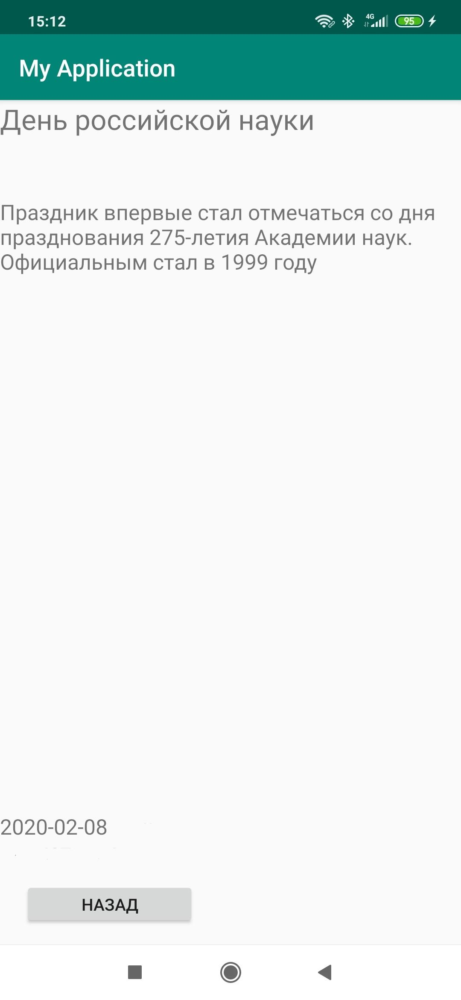 15:12
4G
95
My Application
День российской науки
Праздник впервые стал отмечаться со дня
празднования 275-летия Академии наук.
Официальным стал в 1999 году
2020-02-08
НАЗАД